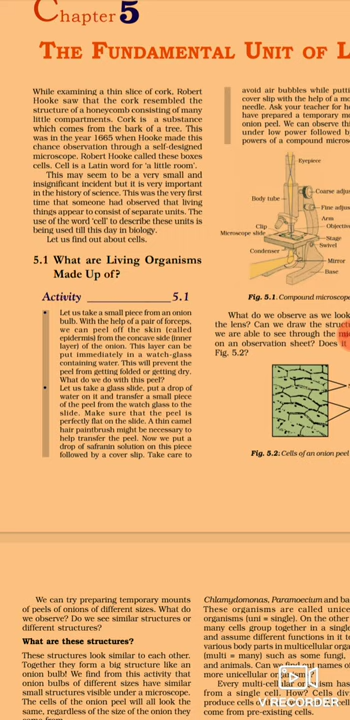 Chapter 5
THE FUNDAMENTAL UNIT OF L
While examining a thin slice of cork, Robert
Hooke saw that the cork resembled the
structure of a honeycomb consisting of many
little compartments. Cork is a substance
which comes from the bark of a tree. This
was in the year 1665 when Hooke made this
chance observation through a self-designed
microscope. Robert Hooke called these boxes
cells. Cell is a Latin word for 'a little room'.
This may seem to be a very small and
insignificant incident but it is very important
in the history of science. This was the very first
time that someone had observed that living
things appear to consist of separate units. The
use of the word 'cell' to describe these units is
being used till this day in biology.
Let us find out about cells.
5.1 What are Living Organisms
Made Up of?
Activity ____________ 5.1
• Let us take a small piece from an onion
bulb. With the help of a pair of forceps,
we can peel off the skin (called
epidermis) from the concave side (inner
layer) of the onion. This layer can be
put immediately in a watch-glass
containing water. This will prevent the
peel from getting folded or getting dry.
What do we do with this peel?
• Let us take a glass slide, put a drop of
water on it and transfer a small piece
of the peel from the watch glass to the
slide. Make sure that the peel is
perfectly flat on the slide. A thin camel
hair paintbrush might be necessary to
help transfer the peel. Now we put a
drop of safranin solution on this piece
followed by a cover slip. Take care to
avoid air bubbles while putti
cover slip with the help of a mo
needle. Ask your teacher for h
have prepared a temporary mo
onion peel. We can observe th
under low power followed b
powers of a compound microsc
Eyepiece
Coarse adjus
Body tube
Fine adjus
Arm
Clip
Objective
Microscope slide
Stage
Swivel
Condenser
Mirror
Base
Fig. 5.1: Compound microscope
What do we observe as we look
the lens? Can we draw the struct
we are able to see through the mi
on an observation sheet? Does it
Fig. 5.2?
Fig. 5.2: Cells of an onion peel
We can try preparing temporary mounts
of peels of onions of different sizes. What do
we observe? Do we see similar structures or
different structures?
What are these structures?
These structures look similar to each other.
Together they form a big structure like an
onion bulb! We find from this activity that
onion bulbs of different sizes have similar
small structures visible under a microscope.
The cells of the onion peel will all look the
same, regardless of the size of the onion they
came from.
Chlamydomonas, Paramoecium and ba
These organisms are called unice
organisms (uni = single). On the other
many cells group together in a single
and assume different functions in it to
various body parts in multicellular orga
(multi = many) such as some fungi,
and animals. Can we find out names of
more unicellular organisms?
Every multi-cellular organism has
from a single cell. How? Cells div
produce cells of
come from pre-existing cells.
V RECORDER